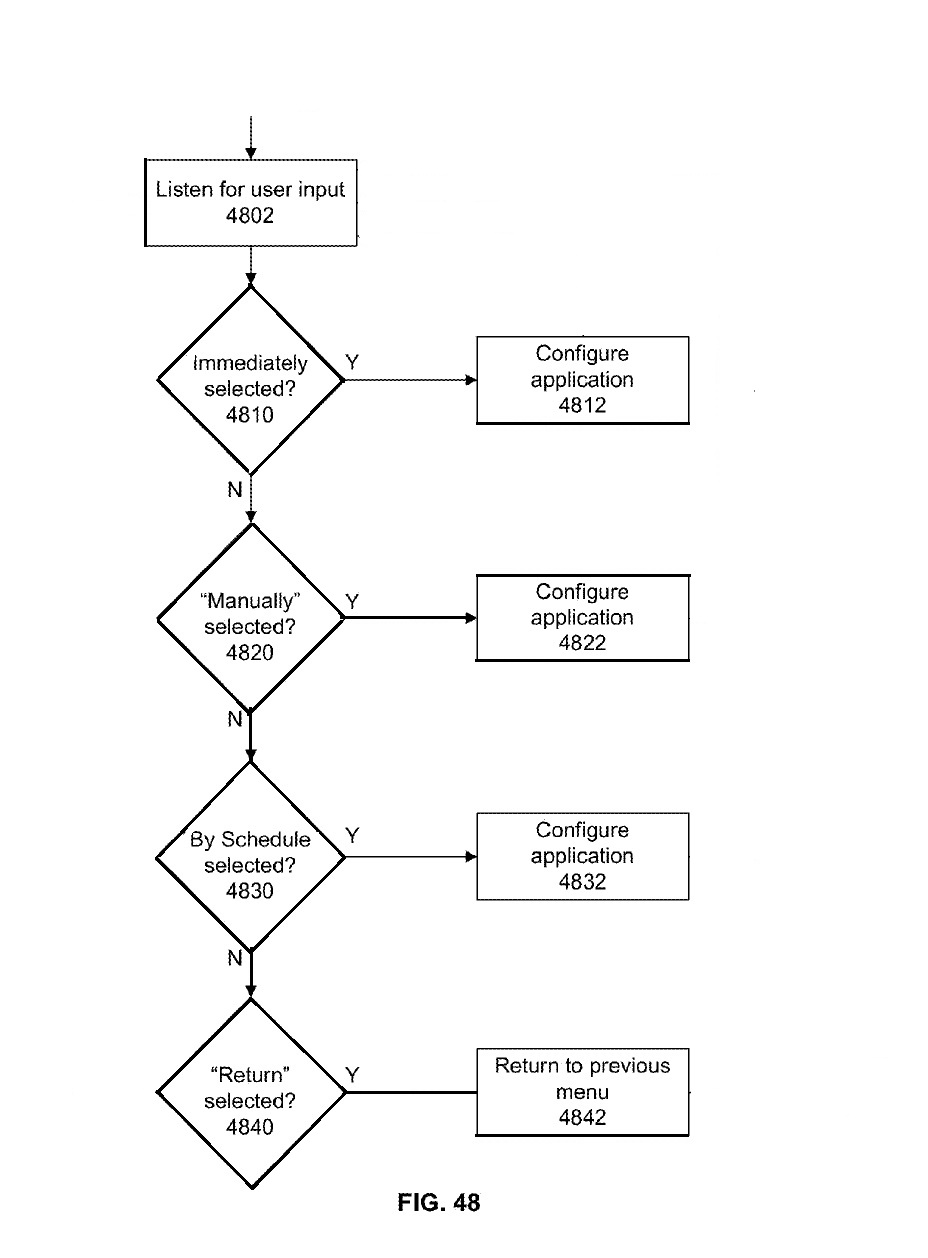 Listen for user input
4802
Immediately
selected?
4810
Y
Configure
application
4812
N
“Manually”
selected?
4820
Y
Configure
application
4822
N
By Schedule
selected?
4830
Y
Configure
application
4832
N
“Return”
selected?
4840
Y
Return to previous
menu
4842
FIG. 48